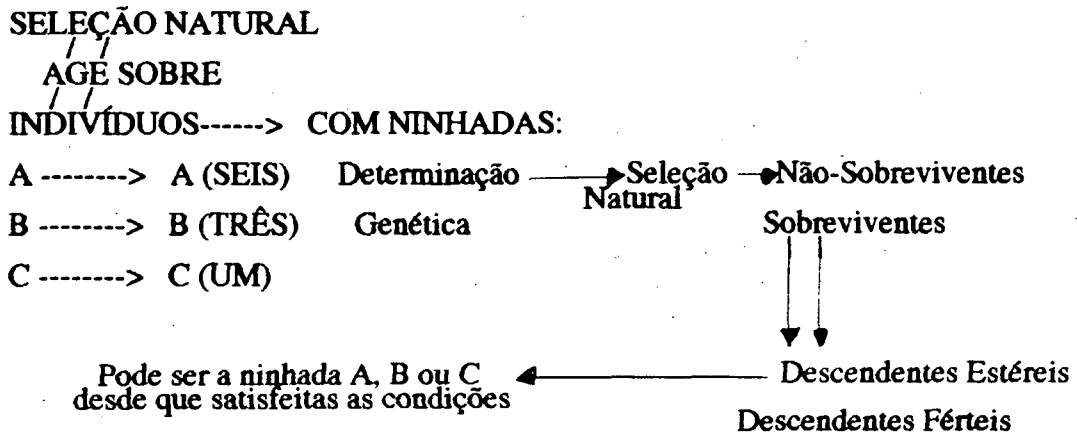 SELEÇÃO NATURAL
AGE SOBRE
INDIVÍDUOS------> COM NINHADAS:
A --------> A (SEIS) Determinação Seleção Não-Sobreviventes
Natural
B --------> B (TRÊS) Genética Sobreviventes
C --------> C (UM)
Pode ser a ninhada A, B ou C Descendentes Estéreis
desde que satisfeitas as condições
Descendentes Férteis